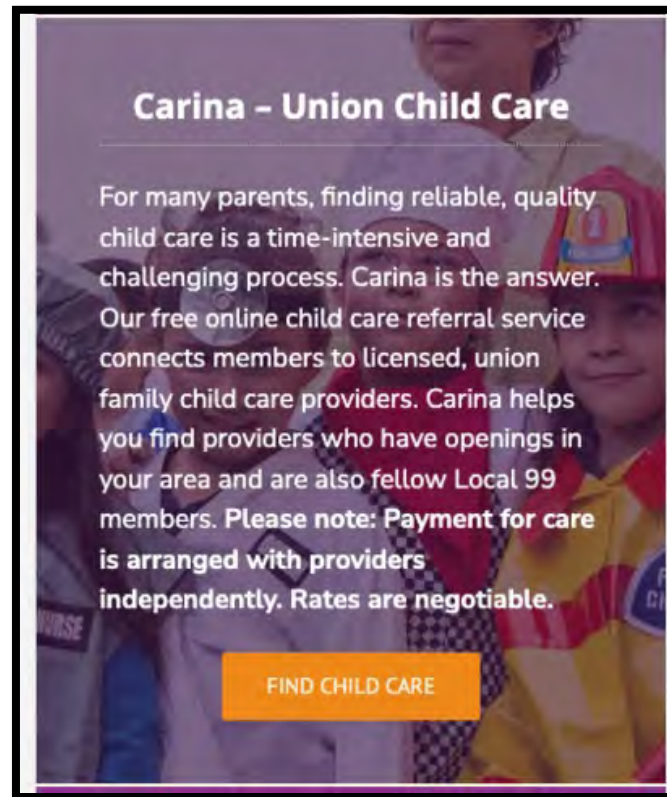 Carina – Union Child Care
For many parents, finding reliable, quality
child care is a time-intensive and
challenging process. Carina is the answer.
Our free online child care referral service
connects members to licensed, union
family child care providers. Carina helps
you find providers who have openings in
your area and are also fellow Local 99
members. Please note: Payment for care
is arranged with providers
independently. Rates are negotiable.
FIND CHILD CARE